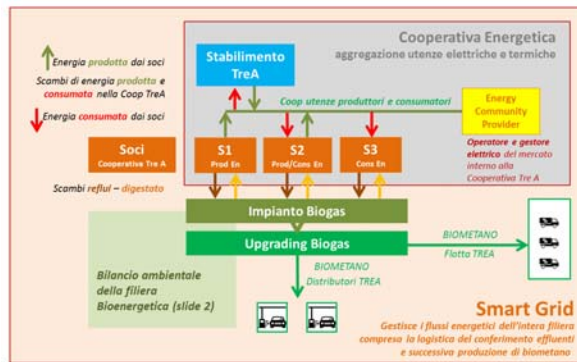 Cooperativa Energetica
aggregazione utenze elettriche e termiche
Energia prodotta dai soci
Scambi di energia prodotta e
consumata nella Coop TreA
Energia consumata dai soci
Stabilimento
TreA
Coop utenze produttori e consumatori
Energy
Community
Provider
Soci
Cooperative Tre A
S1
Prod En
S2
Prod/Cons En
S3
Cons En
Operatore e gestore
elettrico del mercato
interno alla
Cooperativa Tre A
Scambi reflui – digestato
Impianto Biogas
Upgrading Biogas
BIOMETANO
Flotta TREA
Bilancio ambientale
della filiera
Bioenergetica (slide 2)
BIOMETANO
Distributori TREA
Smart Grid
Gestisce i flussi energetici dell'intera filiera
compresa la logistica del conferimento effluenti
e successiva produzione di biometano